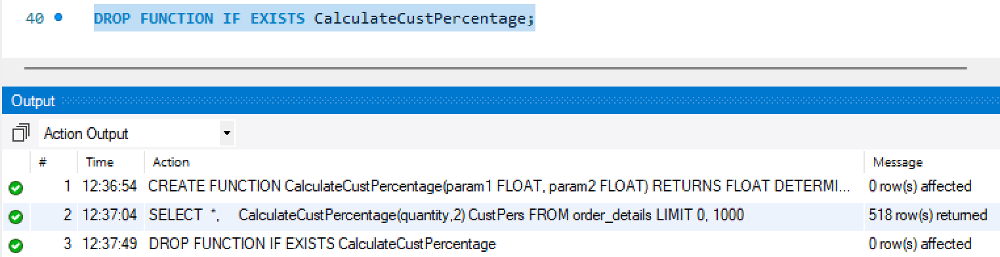 40 DROP FUNCTION IF EXISTS CalculateCustPercentage;
Output
Action Output
# Time Action Message
1 12:36:54 CREATE FUNCTION CalculateCustPercentage(param1 FLOAT, param2 FLOAT) RETURNS FLOAT DETERMI... 0 row(s) affected
2 12:37:04 SELECT *, CalculateCustPercentage(quantity,2) CustPers FROM order_details LIMIT 0, 1000 518 row(s) returned
3 12:37:49 DROP FUNCTION IF EXISTS CalculateCustPercentage 0 row(s) affected